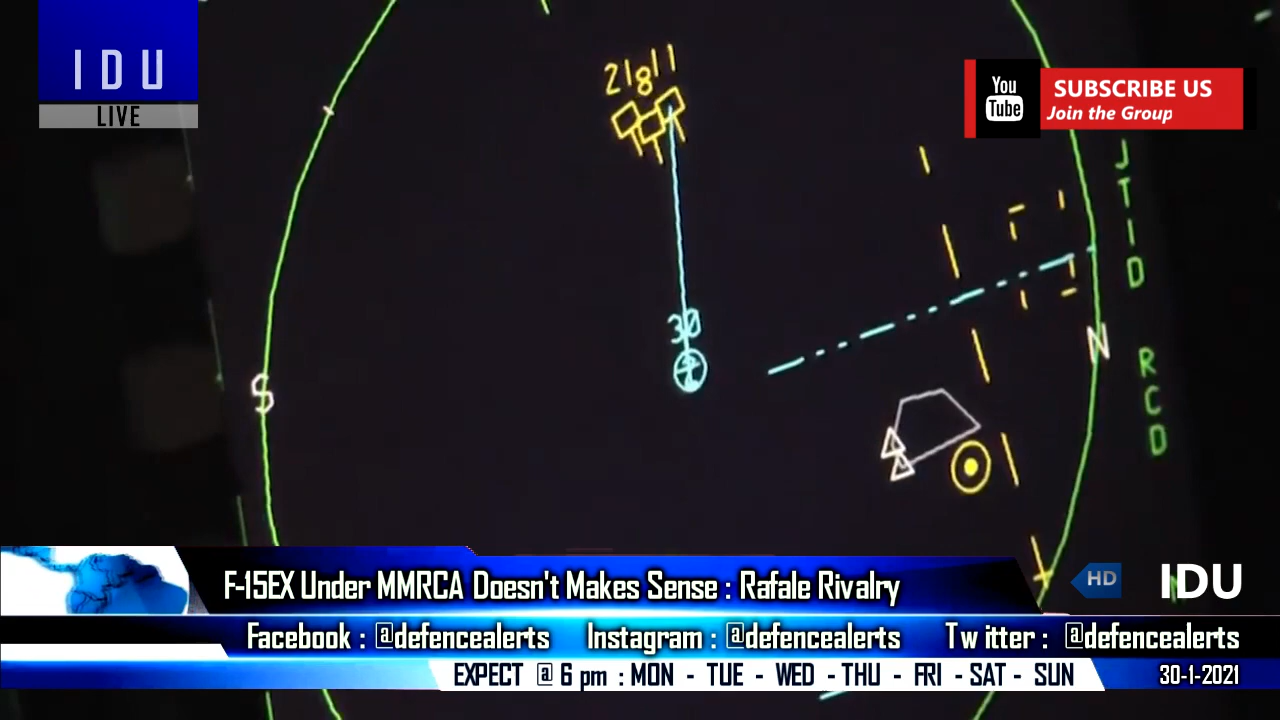 IDU
LIVE
21811
You
Tube
SUBSCRIBE US
Join the Group
JTID
30
N
S
RCD
F-15EX Under MMRCA Doesn't Makes Sense : Rafale Rivalry
HD
IDU
Facebook : @defencealerts Instagram : @defencealerts Twitter : @defencealerts
EXPECT @ 6 pm : MON - TUE - WED - THU - FRI - SAT - SUN
30-1-2021